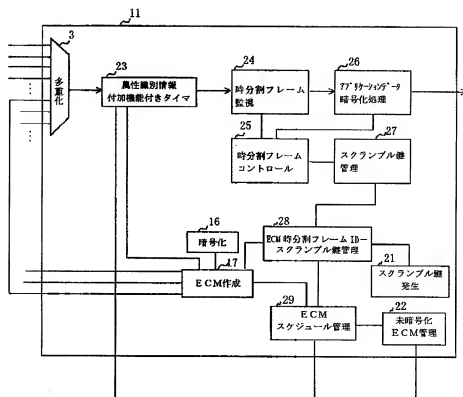 11
3
多重化
23
属性識別情報
付加機能付きタイマ
24
時分割フレーム
監視
26
ｱﾌﾟﾘｹｰｼｮﾝﾃﾞｰﾀ
暗号化処理
25
時分割フレーム
コントロール
27
スクランブル鍵
管理
16
暗号化
28
ECM時分割フレームID－
スクランブル鍵管理
17
ECM作成
21
スクランブル鍵
発生
29
ECM
スケジュール管理
22
未暗号化
ECM管理